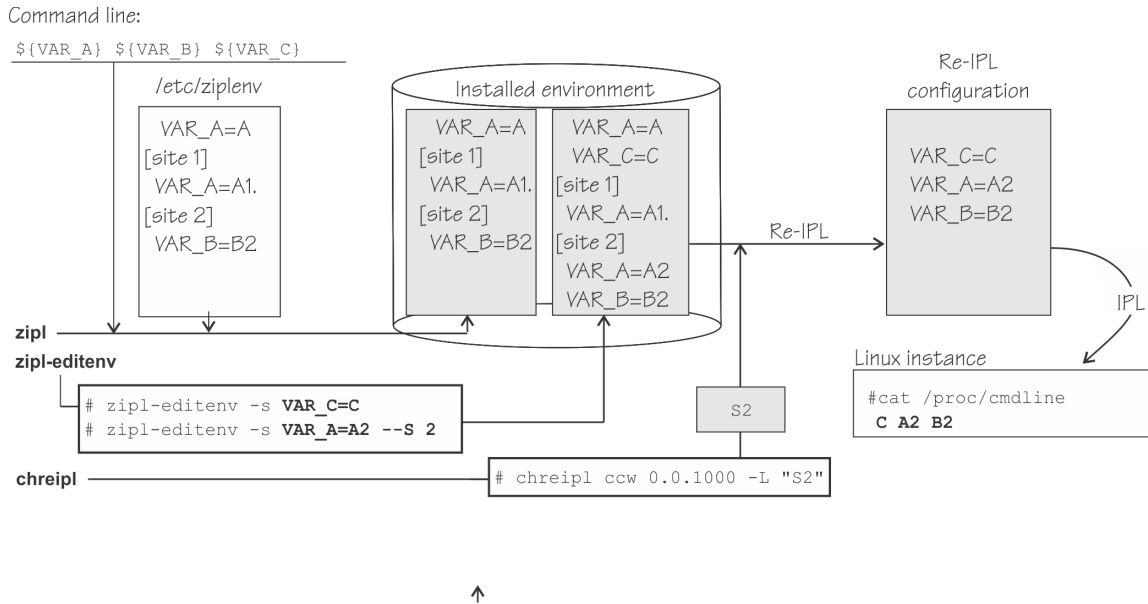 Command line:
${VAR_A} ${VAR_B} ${VAR_C}
/etc/ziplenv
VAR_A=A
[site 1]
VAR_A=A1.
[site 2]
VAR_B=B2
Installed environment
VAR_A=A
[site 1]
VAR_A=A1.
[site 2]
VAR_B=B2
VAR_A=A
VAR_C=C
[site 1]
VAR_A=A1.
[site 2]
VAR_A=A2
VAR_B=B2
Re-IPL
Re-IPL
configuration
VAR_C=C
VAR_A=A2
VAR_B=B2
IPL
zipl
zipl-editenv
# zipl-editenv -s VAR_C=C
# zipl-editenv -s VAR_A=A2 --S 2
S2
Linux instance
#cat /proc/cmdline
C A2 B2
chreipl
# chreipl ccw 0.0.1000 -L "S2"